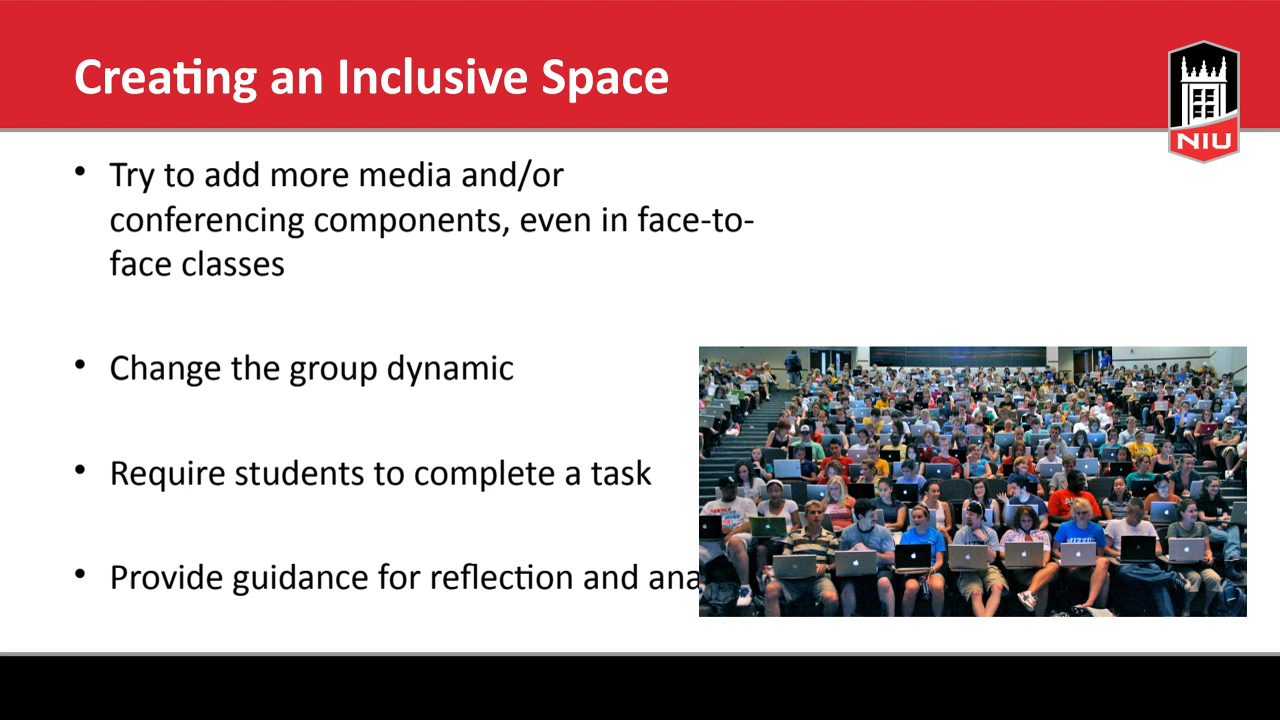 Creating an Inclusive Space
NIU
• Try to add more media and/or
conferencing components, even in face-to-
face classes
• Change the group dynamic
• Require students to complete a task
• Provide guidance for reflection and